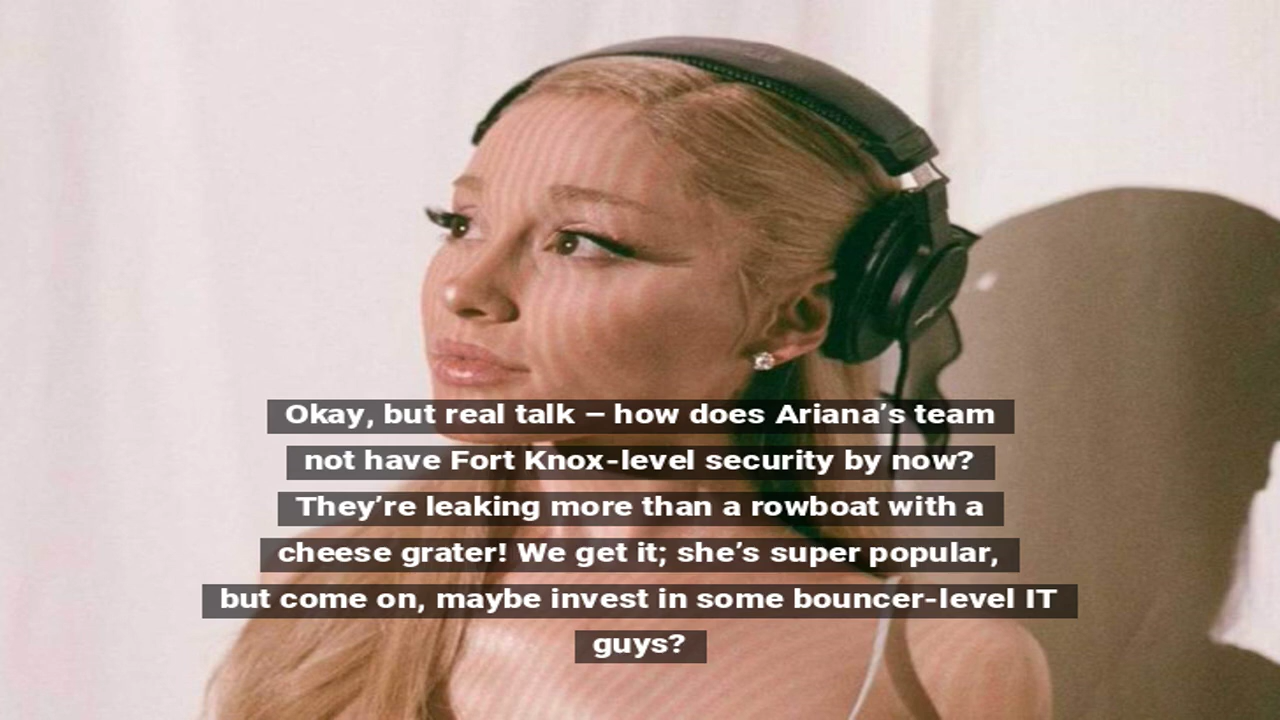 Okay, but real talk – how does Ariana’s team
not have Fort Knox-level security by now?
They’re leaking more than a rowboat with a
cheese grater! We get it; she’s super popular,
but come on, maybe invest in some bouncer-level IT
guys?